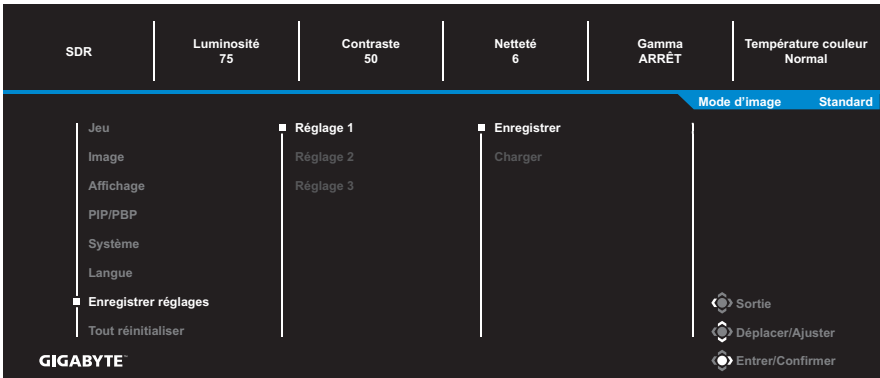 SDR
Luminosité
75
Contraste
50
Netteté
6
Gamma
ARRÊT
Température couleur
Normal
Mode d'image Standard
Jeu
Image
Affichage
PIP/PBP
Système
Langue
Enregistrer réglages
Tout réinitialiser
Réglage 1
Réglage 2
Réglage 3
Enregistrer
Charger
Sortie
Déplacer/Ajuster
Entrer/Confirmer
GIGABYTE™